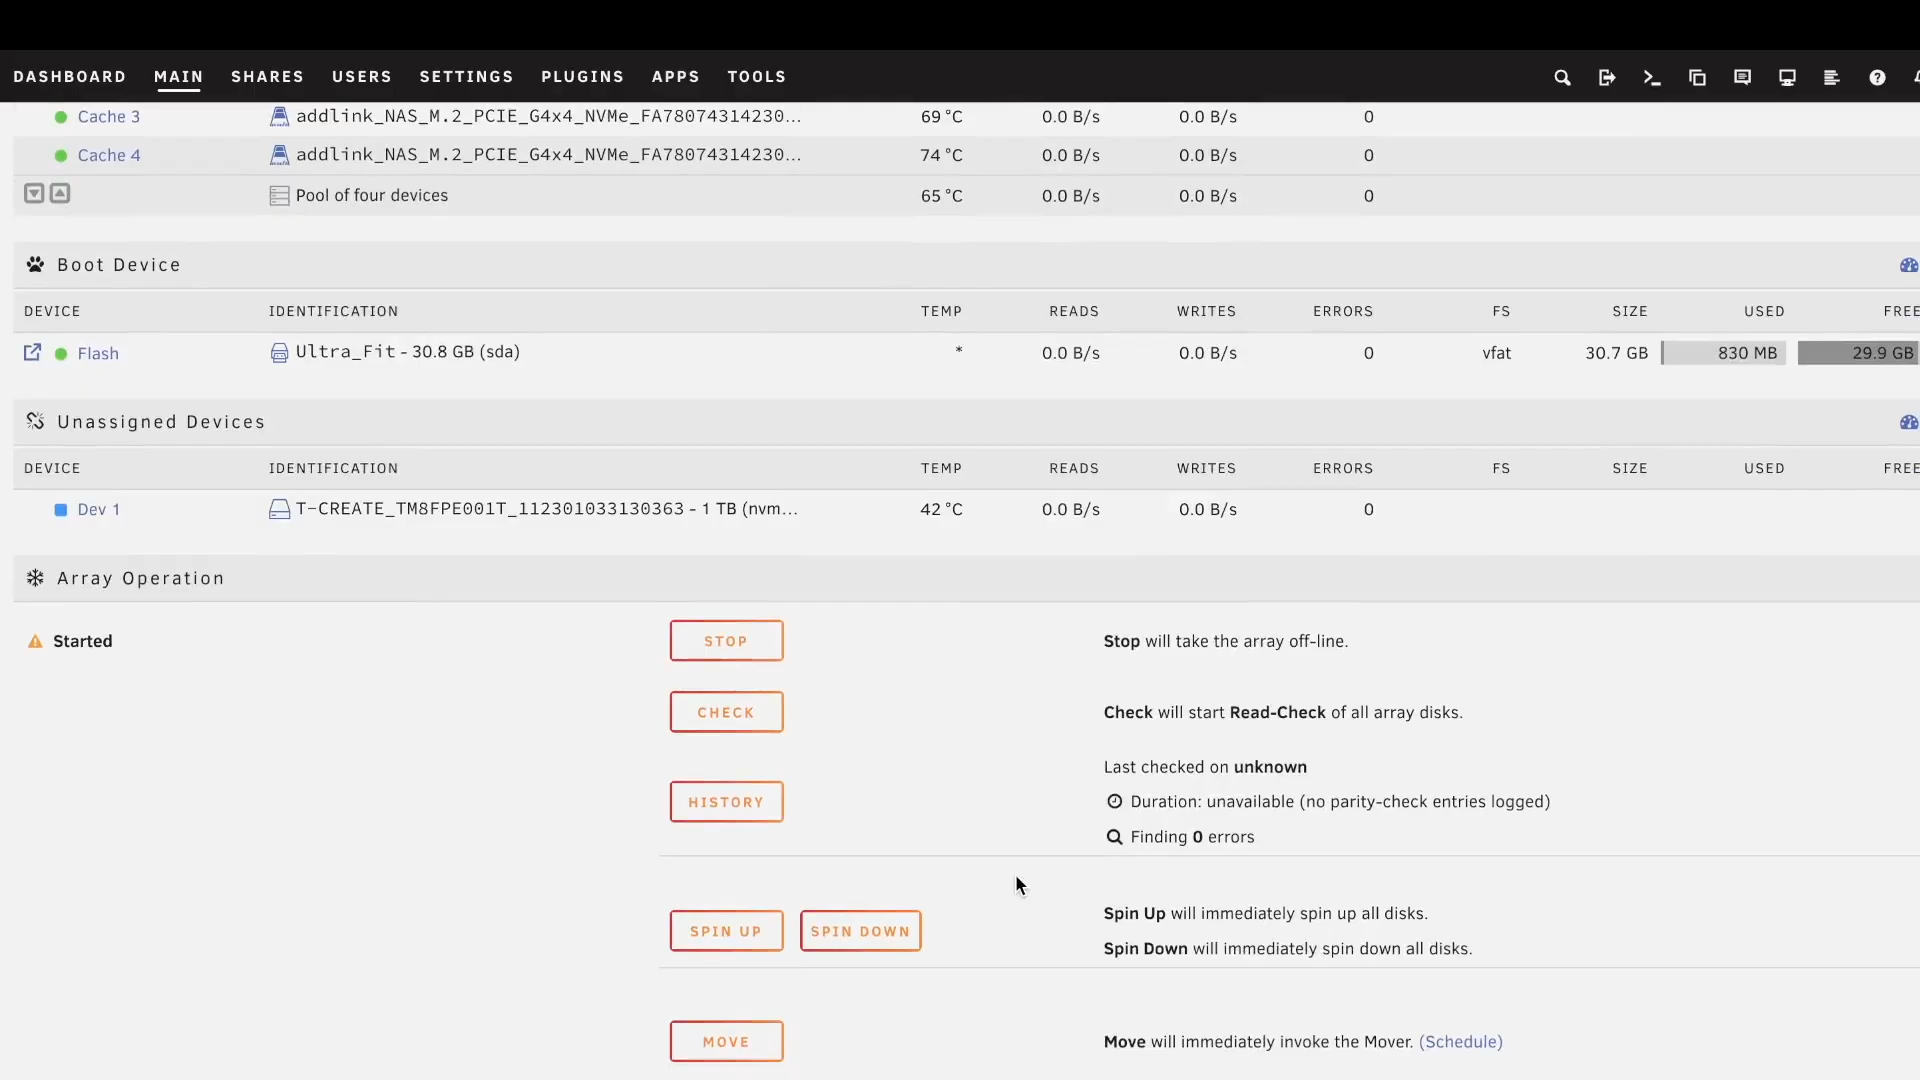 DASHBOARD MAIN SHARES USERS SETTINGS PLUGINS APPS TOOLS
Cache 3 addlink_NAS_M.2_PCIE_G4x4_NVMe_FA78074314230... 69 °C 0.0 B/s 0.0 B/s 0
Cache 4 addlink_NAS_M.2_PCIE_G4x4_NVMe_FA78074314230... 74 °C 0.0 B/s 0.0 B/s 0
Pool of four devices 65 °C 0.0 B/s 0.0 B/s 0
Boot Device
DEVICE IDENTIFICATION TEMP READS WRITES ERRORS FS SIZE USED FREE
Flash Ultra_Fit - 30.8 GB (sda) * 0.0 B/s 0.0 B/s 0 vfat 30.7 GB 830 MB 29.9 GB
Unassigned Devices
DEVICE IDENTIFICATION TEMP READS WRITES ERRORS FS SIZE USED FREE
Dev 1 T-CREATE_TM8FPE001T_112301033130363 - 1 TB (nvm... 42 °C 0.0 B/s 0.0 B/s 0
Array Operation
Started STOP Stop will take the array off-line.
CHECK Check will start Read-Check of all array disks.
Last checked on unknown
HISTORY Duration: unavailable (no parity-check entries logged)
Finding 0 errors
SPIN UP SPIN DOWN Spin Up will immediately spin up all disks.
Spin Down will immediately spin down all disks.
MOVE Move will immediately invoke the Mover. (Schedule)